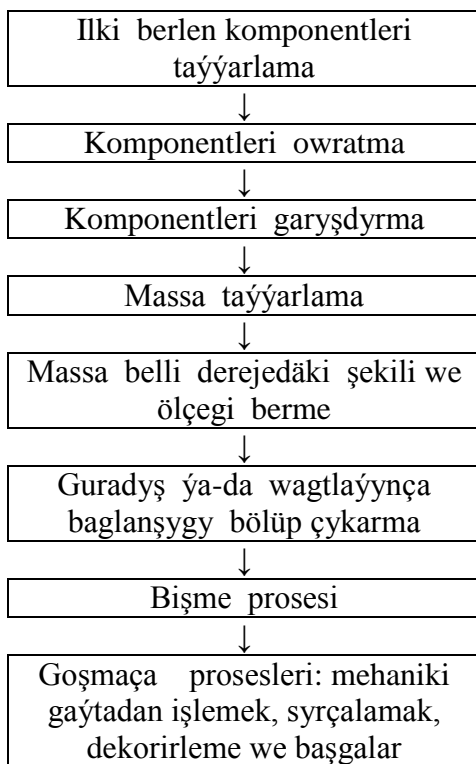 Ilki berlen komponentleri
taýýarlama
↓
Komponentleri owratma
↓
Komponentleri garyşdyrma
↓
Massa taýýarlama
↓
Massa belli derejedäki şekili we
ölçegi berme
↓
Guradyş ýa-da wagtlaýynça
baglanşygy bölüp çykarma
↓
Bişme prosesi
↓
Goşmaça prosesleri: mehaniki
gaýtadan işlemek, syrçalamak,
dekorirleme we başgalar